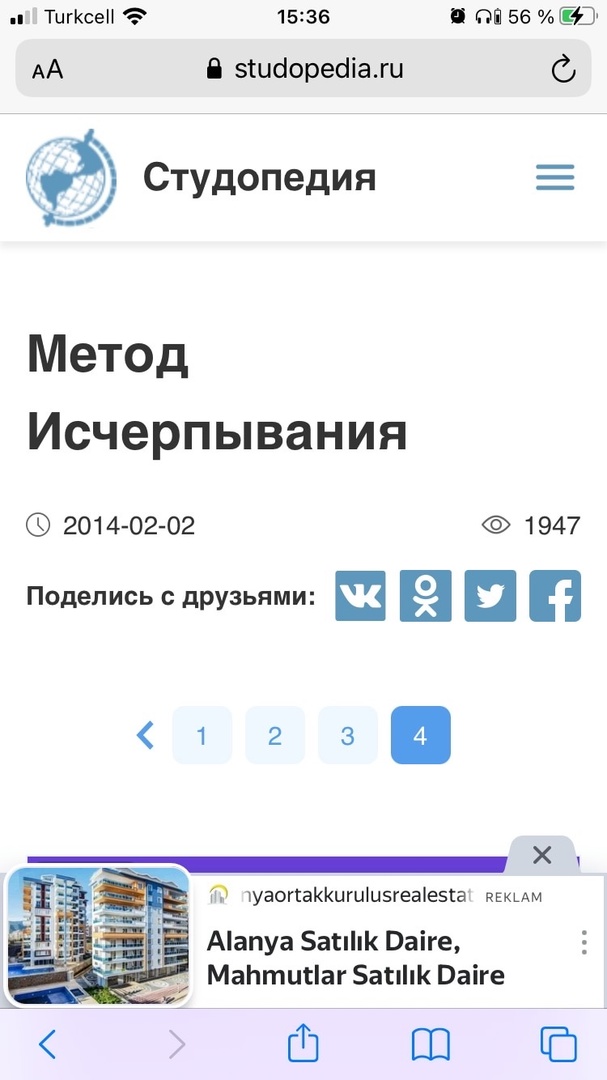 Turkcell 15:36 56 %
AA studopedia.ru
Студопедия
Метод
Исчерпывания
2014-02-02 1947
Поделись с друзьями:
1 2 3 4
nyaortakkurulusrealestat REKLAM
Alanya Satılık Daire,
Mahmutlar Satılık Daire